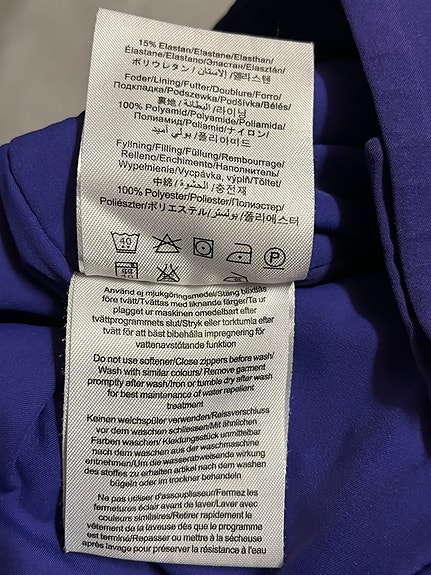 15% Elastan/Elastane/Elasthan/
Élastane/Elastano/Эластан/Elasztán/
ポリウレタン/الاستان/엘라스텐
Foder/Lining/Futter/Doublure/Forro/
Подкладка/Podszewka/Podšívka/Bélés/
裏地/البطانة/라이닝
100% Polyamid/Polyamide/Poliamida/
Полиамид/Poliamid/ナイロン/
폴리아미드/بولي أميد
Fyllning/Filling/Füllung/Rembourrage/
Relleno/Enchimento/Наполнитель/
Wypełnienie/Vycpávka, výplň/Töltet/
中綿/الحشوة/충전재
100% Polyester/Poliester/Полиэстер/
Poliészter/ポリエステル/بوليستر/폴리에스터
40
P
40
Använd ej mjukgöringsmedel/Stäng blixtlås
före tvätt/Tvättas med liknande färger/Ta ur
plagget ur maskinen omedelbart efter
tvättprogrammets slut/Stryk eller torktumla efter
tvätt för att bäst bibehålla impregnering för
vattenavstötande funktion
Do not use softener/Close zippers before wash/
Wash with similar colours/ Remove garment
promptly after wash/Iron or tumble dry after wash
for best maintenance of water repellent
treatment
Keinen weichspüler verwenden/Reissverschluss
vor dem waschen schliessen/Mit ähnlichen
Farben waschen/ Kleidungsstück unmittelbar
nach dem waschen aus der waschmaschine
entnehmen/Um die wasserabweisende wirkung
des stoffes zu erhalten artikel nach dem waschen
bügeln oder im trockner behandeln
Ne pas utiliser d'assouplisseur/Fermez les
fermetures éclair avant de laver/Laver avec
couleurs similaires/Retirer rapidement le
vêtement de la laveuse dès que le programme
est terminé/Repasser ou mettre à la sécheuse
après lavage pour préserver la résistance à l'eau